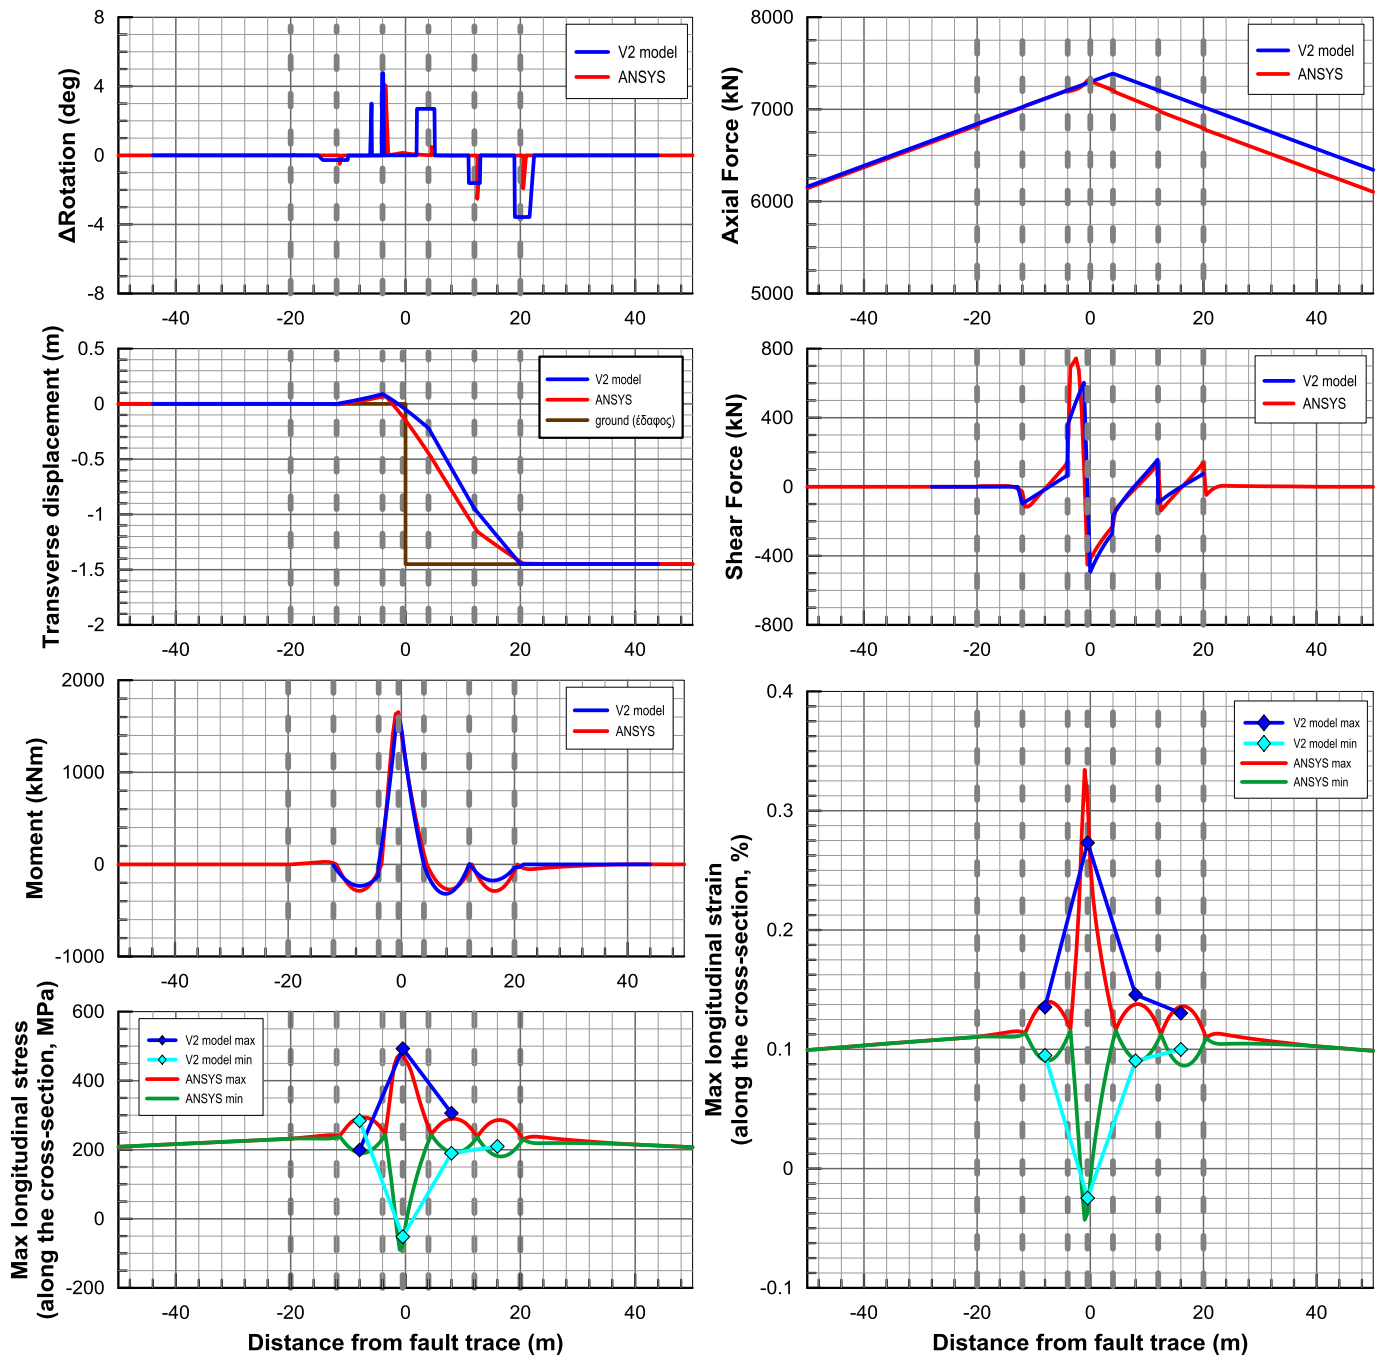 8
4
0
-4
-8
ΔRotation (deg)
V2 model
ANSYS
-40
-20
0
20
40
8000
7000
6000
5000
Axial Force (kN)
V2 model
ANSYS
-40
-20
0
20
40
0.5
0
-0.5
-1
-1.5
-2
Transverse displacement (m)
V2 model
ANSYS
ground (έδαφος)
-40
-20
0
20
40
800
400
0
-400
-800
Shear Force (kN)
V2 model
ANSYS
-40
-20
0
20
40
2000
1000
0
-1000
Moment (kNm)
V2 model
ANSYS
-40
-20
0
20
40
600
400
200
0
-200
Max longitudinal stress
(along the cross-section, MPa)
V2 model max
V2 model min
ANSYS max
ANSYS min
-40
-20
0
20
40
Distance from fault trace (m)
0.4
0.3
0.2
0.1
0
-0.1
Max longitudinal strain
(along the cross-section, %)
V2 model max
V2 model min
ANSYS max
ANSYS min
-40
-20
0
20
40
Distance from fault trace (m)